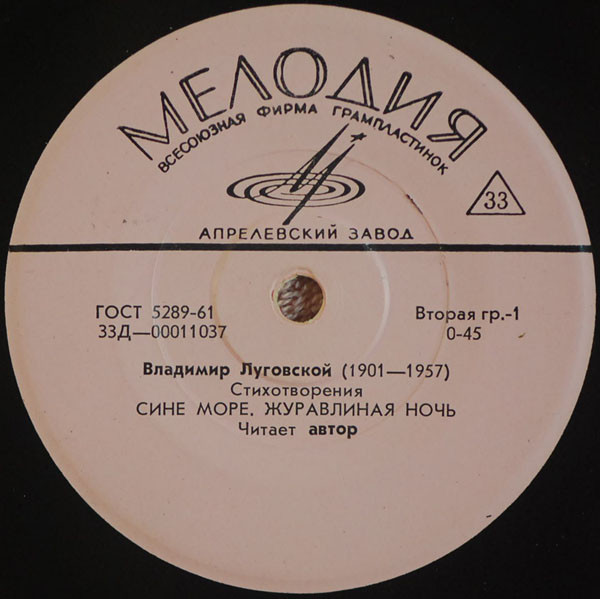 МЕЛОДИЯ
ВСЕСОЮЗНАЯ ФИРМА ГРАМПЛАСТИНОК
33
АПРЕЛЕВСКИЙ ЗАВОД
ГОСТ 5289-61
33Д—00011037
Вторая гр.-1
0-45
Владимир Луговской (1901—1957)
Стихотворения
СИНЕ МОРЕ, ЖУРАВЛИНАЯ НОЧЬ
Читает автор